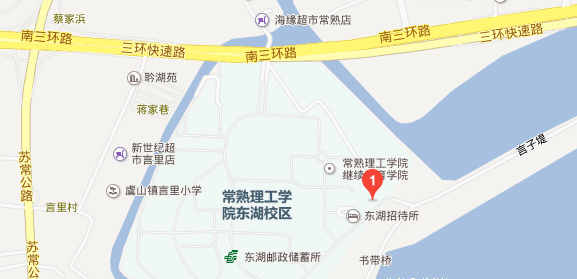 蔡家浜
海缘超市常熟店
南三环路
三环快速路
南三环路
南三环路
三环快速路
聆湖苑
蒋家巷
新世纪超
市言里店
苏常公路
虞山镇言里小学
言里村
常熟理工学院
继续 育学院
1
言子堤
常熟理工学
院东湖校区
东湖招待所
东湖邮政储蓄所
书带桥
苏常